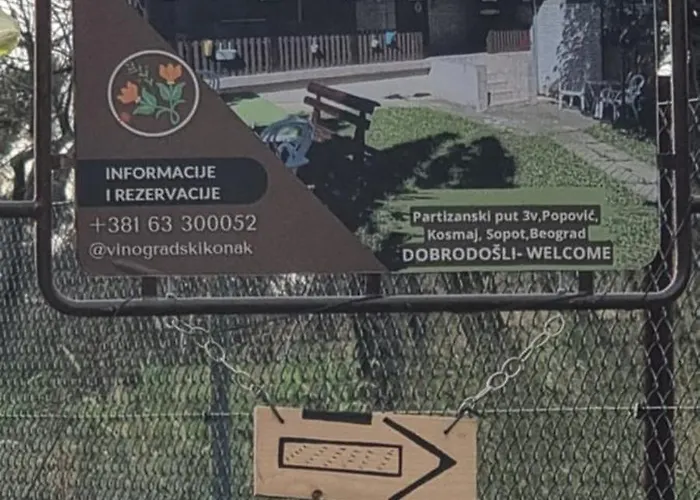 INFORMACIJE
I REZERVACIJE
+381 63 300052
@vinogradskikonak
Partizanski put 3v,Popović,
Kosmaj, Sopot,Beograd
DOBRODOŠLI- WELCOME